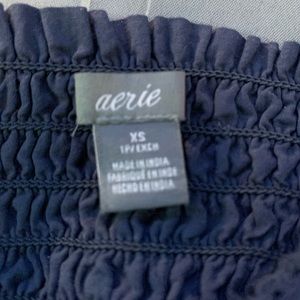 aerie
XS
TP/EXCH
MADE IN INDIA
FABRIQUÉ EN INDE
HECHO EN INDIA